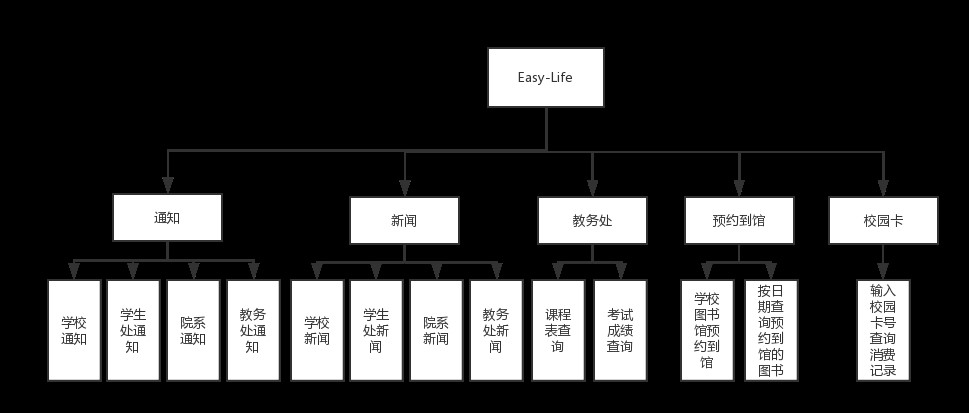 Easy-Life
通知
新闻
教务处
预约到馆
校园卡
学校
通知
学生
处通
知
院系
通知
教务
处通
知
学校
新闻
学生
处新
闻
院系
新闻
教务
处新
闻
课程
表查
询
考试
成绩
查询
学校
图书
馆预
约到
馆
按日
期查
询预
约到
馆的
图书
输入
校园
卡号
查询
消费
记录